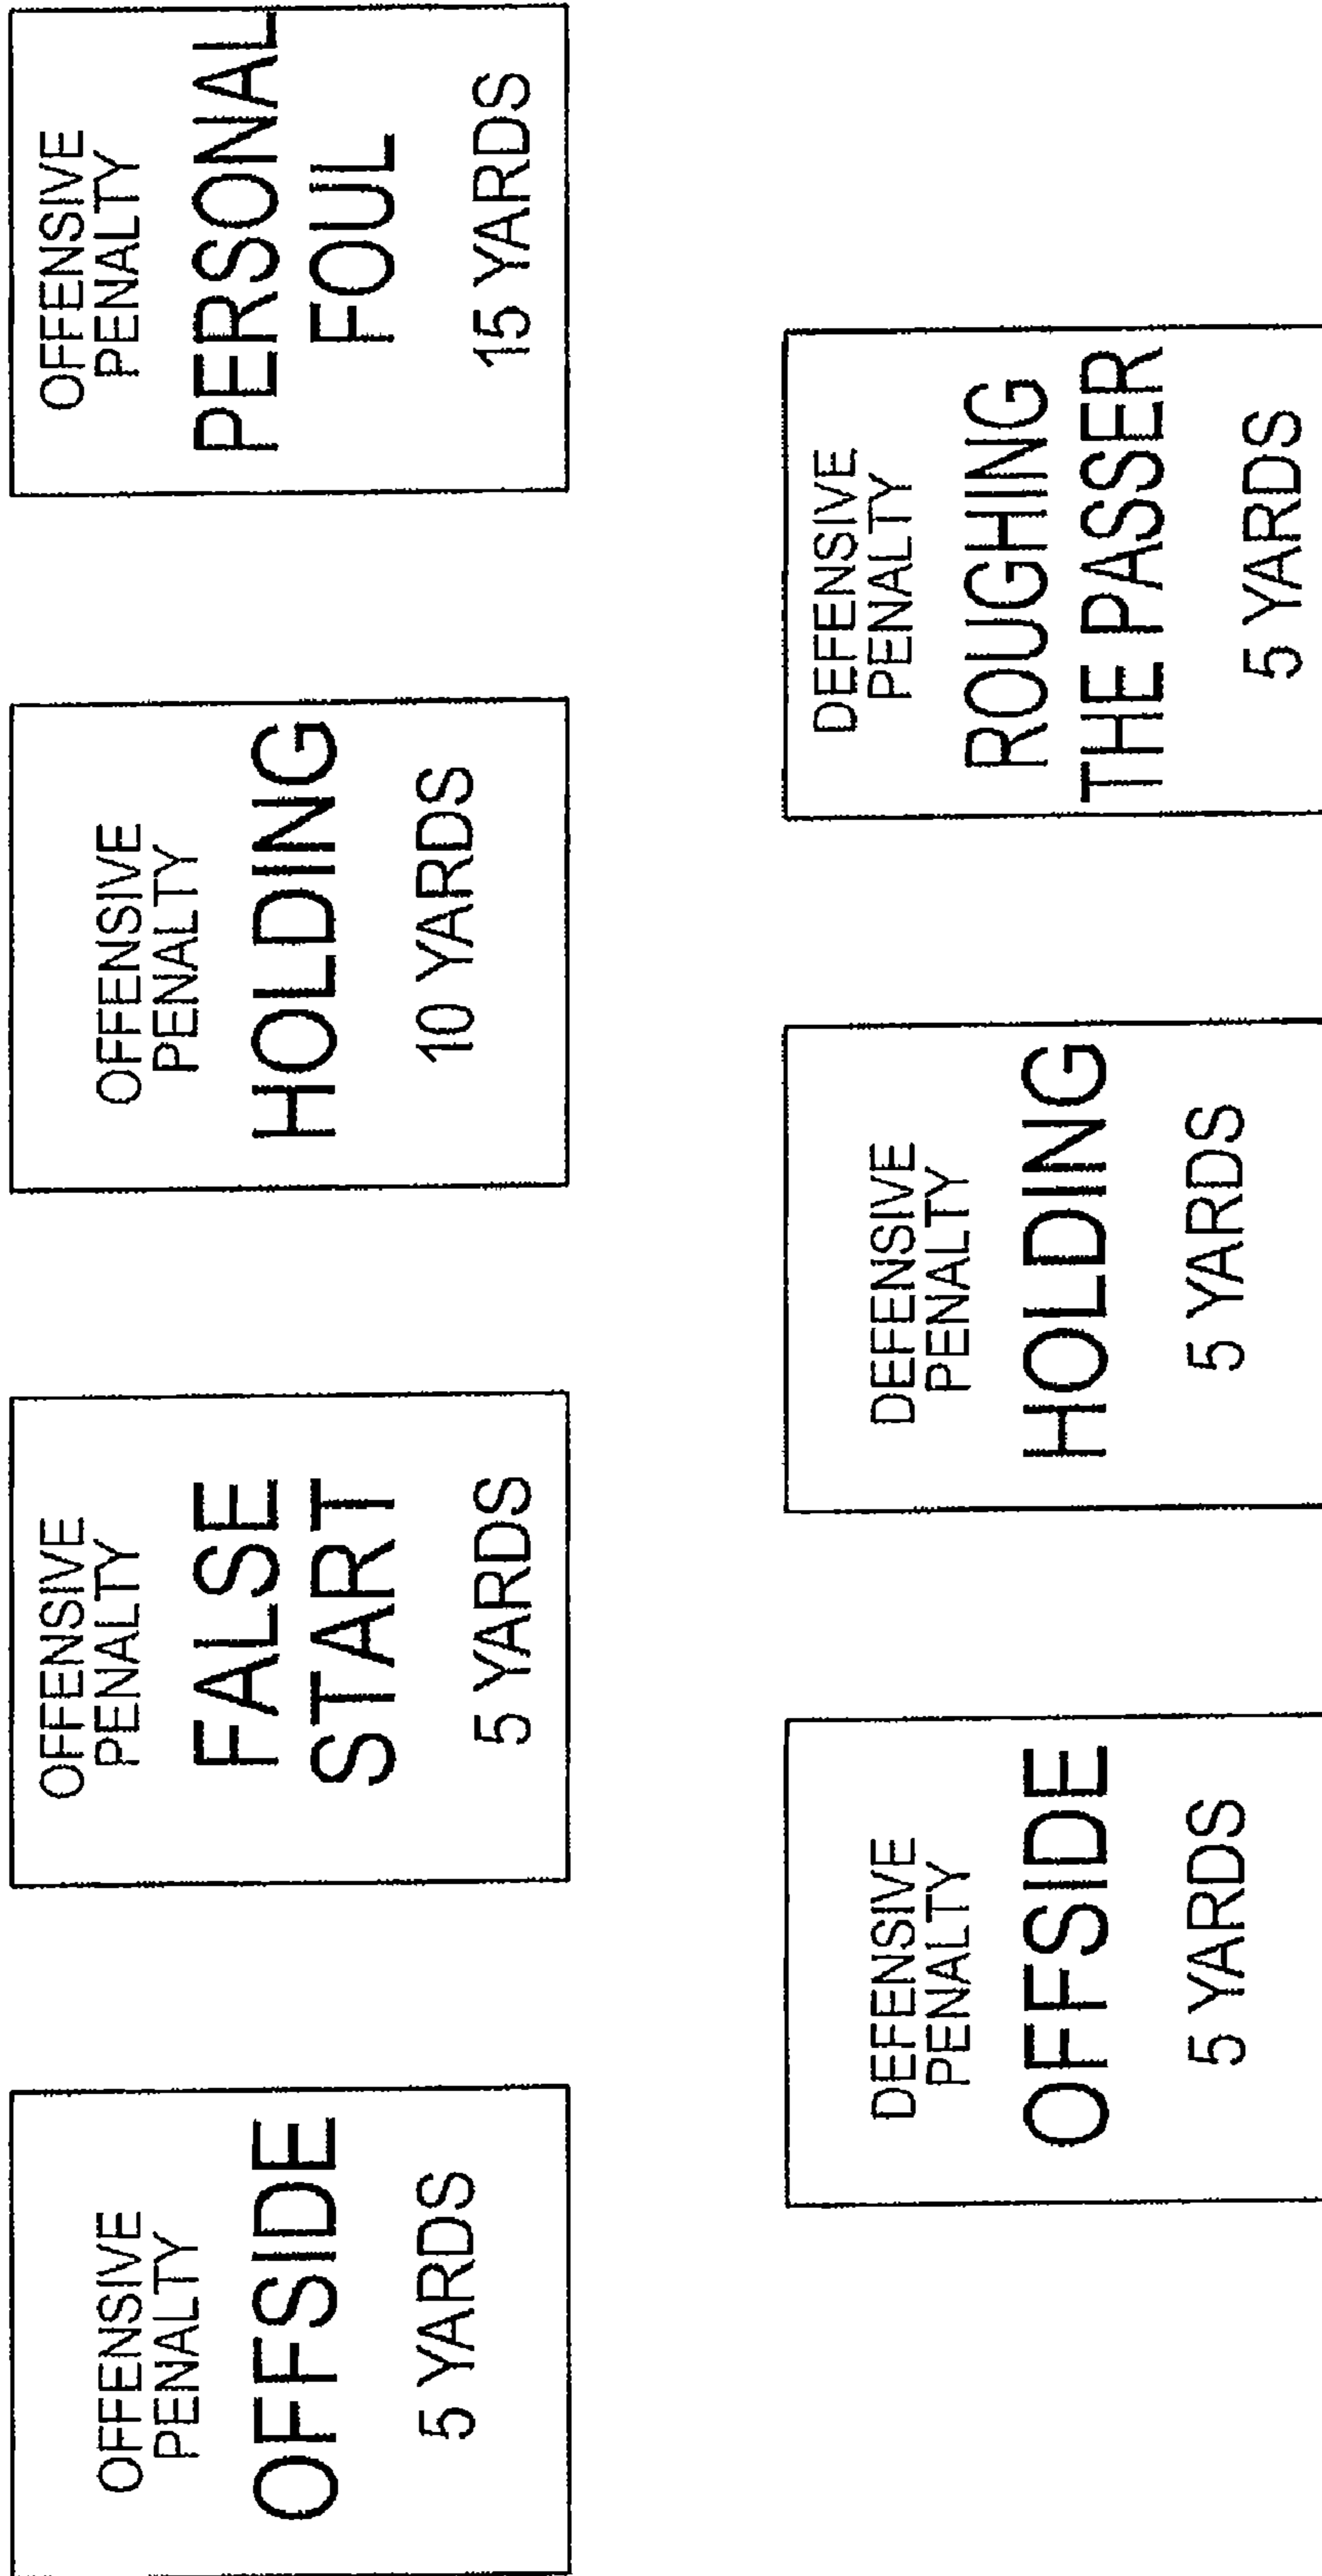 OFFENSIVE
PENALTY
OFFSIDE
5 YARDS
OFFENSIVE
PENALTY
FALSE
START
5 YARDS
OFFENSIVE
PENALTY
HOLDING
10 YARDS
OFFENSIVE
PENALTY
PERSONAL
FOUL
15 YARDS
DEFENSIVE
PENALTY
OFFSIDE
5 YARDS
DEFENSIVE
PENALTY
HOLDING
5 YARDS
DEFENSIVE
PENALTY
ROUGHING
THE PASSER
5 YARDS